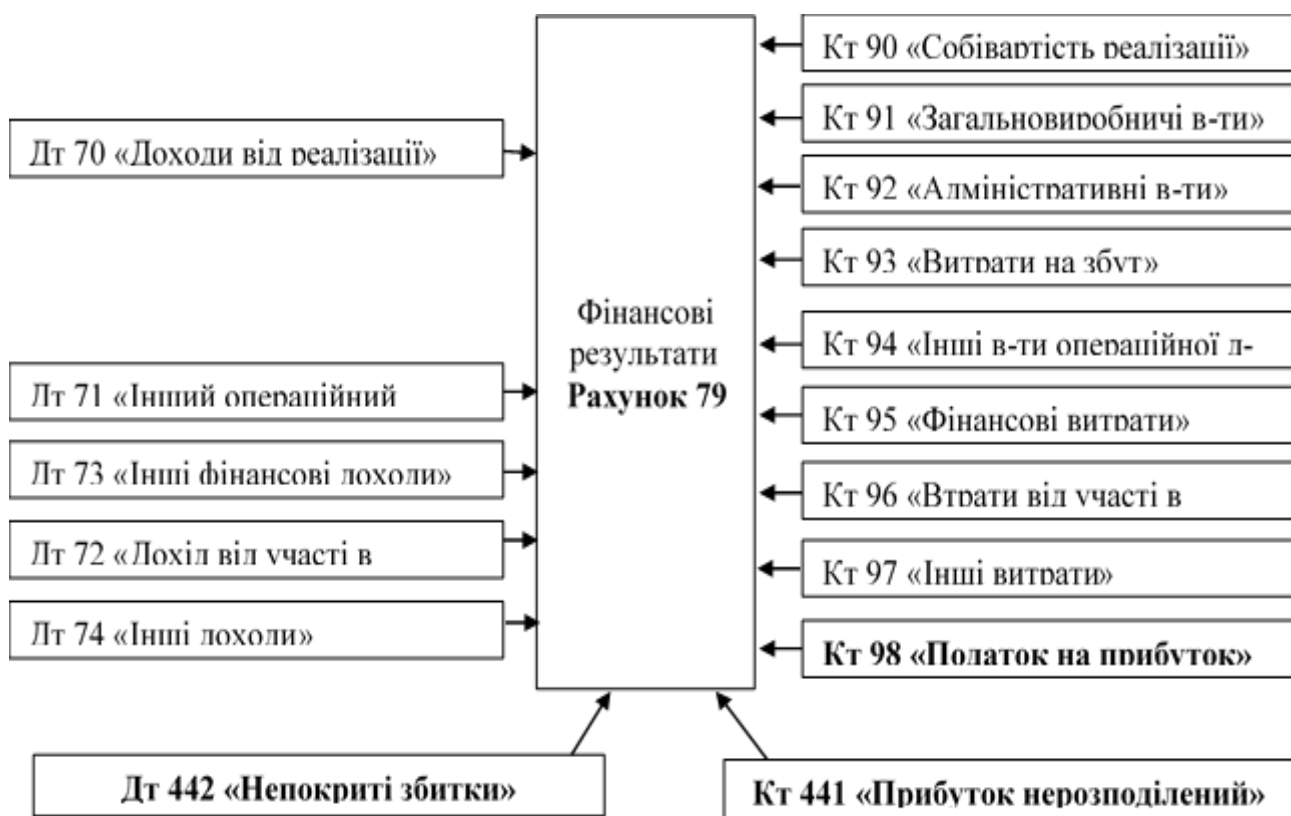 Дт 70 «Доходи від реалізації»
Дт 71 «Інший операційний
Дт 73 «Інші фінансові доходи»
Дт 72 «Дохід від участі в
Дт 74 «Інші доходи»
Фінансові
результати
Рахунок 79
Кт 90 «Собівартість реалізації»
Кт 91 «Загальновиробничі в-ти»
Кт 92 «Адміністративні в-ти»
Кт 93 «Витрати на збут»
Кт 94 «Інші в-ти операційної д-
Кт 95 «Фінансові витрати»
Кт 96 «Втрати від участі в
Кт 97 «Інші витрати»
Кт 98 «Податок на прибуток»
Дт 442 «Непокриті збитки»
Кт 441 «Прибуток нерозподілений»